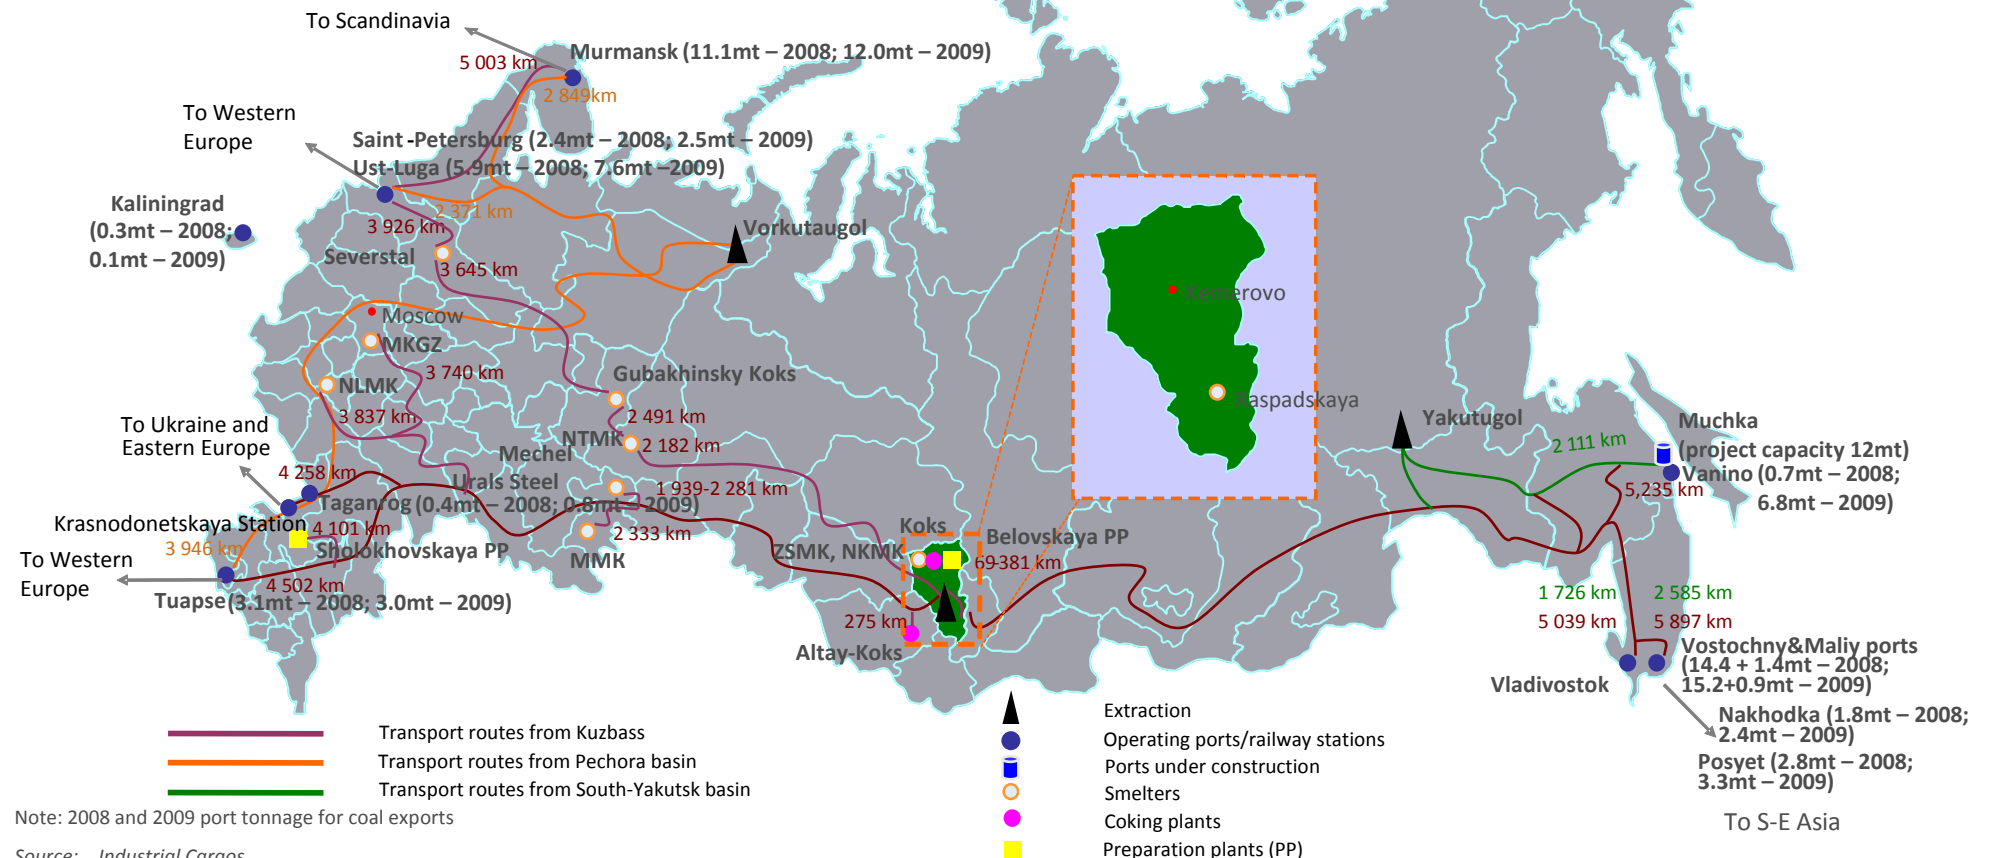 To Scandinavia
5 003 km
Murmansk (11.1mt – 2008; 12.0mt – 2009)
2 849km
To Western
Europe
Saint-Petersburg (2.4mt – 2008; 2.5mt – 2009)
Ust-Luga (5.9mt – 2008; 7.6mt –2009)
Kaliningrad
(0.3mt – 2008;
0.1mt – 2009)
2 371 km
3 926 km
Severstal
3 645 km
Vorkutaugol
Moscow
MKGZ
3 740 km
NLMK
3 837 km
Gubakhinsky Koks
2 491 km
NTMK
2 182 km
Mechel
Urals Steel
1 939-2 281 km
To Ukraine and
Eastern Europe
4 258 km
Taganrog (0.4mt – 2008; 0.8mt – 2009)
Krasnodonetskaya Station
4 101 km
3 946 km
Sholokhovskaya PP
2 333 km
MMK
To Western
Europe
4 502 km
Tuapse(3.1mt – 2008; 3.0mt – 2009)
Kemerovo
Raspadskaya
Koks
ZSMK, NKMK
Belovskaya PP
69-381 km
275 km
Altay-Koks
Yakutugol
2 111 km
Muchka
(project capacity 12mt)
Vanino (0.7mt – 2008;
6.8mt – 2009)
5,235 km
1 726 km
2 585 km
5 039 km
5 897 km
Vostochny&Maliy ports
(14.4 + 1.4mt – 2008;
15.2+0.9mt – 2009)
Vladivostok
Nakhodka (1.8mt – 2008;
2.4mt – 2009)
Posyet (2.8mt – 2008;
3.3mt – 2009)
To S-E Asia
Transport routes from Kuzbass
Transport routes from Pechora basin
Transport routes from South-Yakutsk basin
Extraction
Operating ports/railway stations
Ports under construction
Smelters
Coking plants
Preparation plants (PP)
Note: 2008 and 2009 port tonnage for coal exports
Source: Industrial Cargos